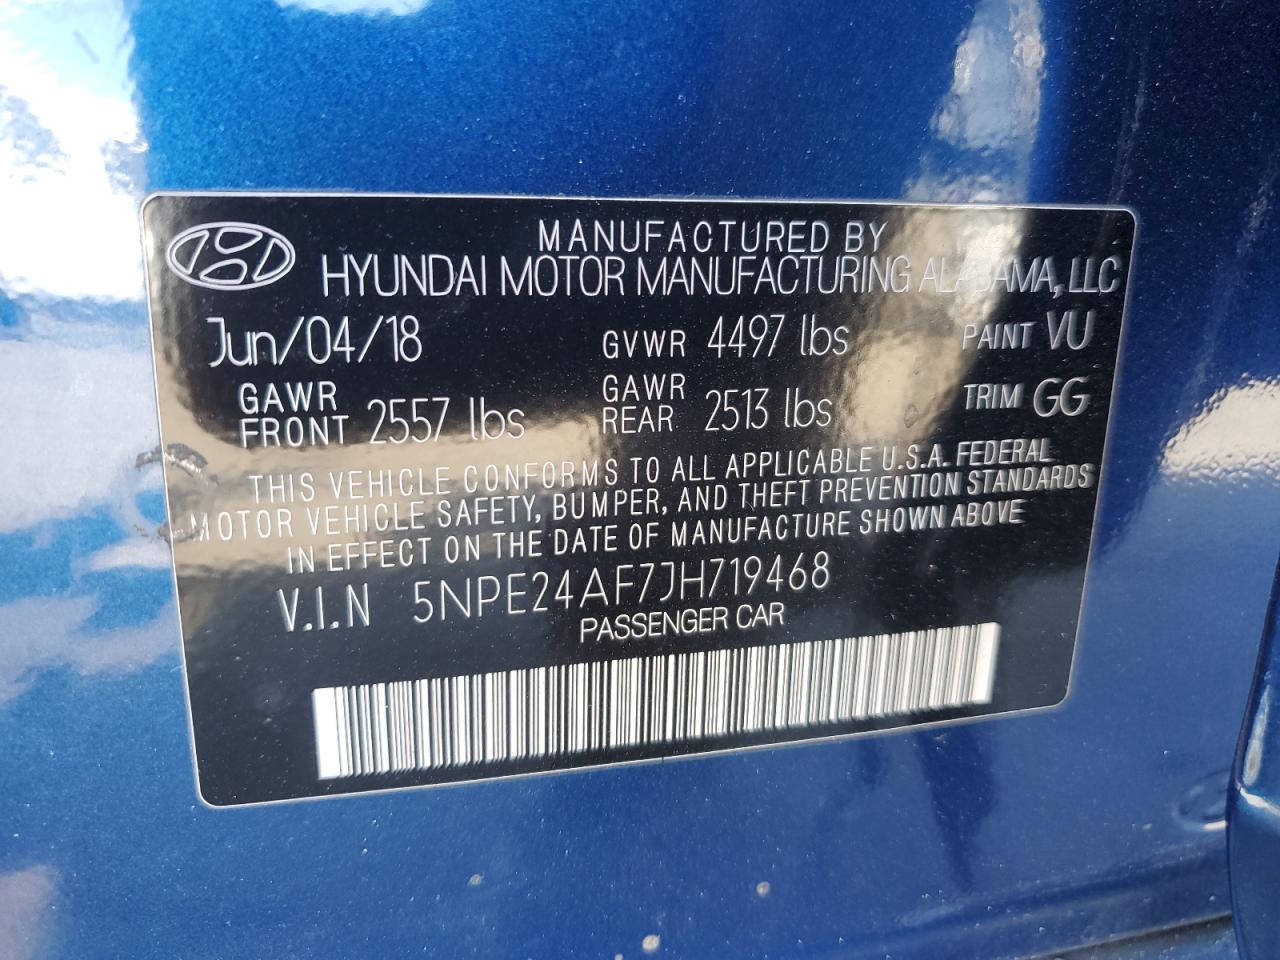 MANUFACTURED BY
HYUNDAI MOTOR MANUFACTURING ALABAMA, LLC
Jun/04/18 GVWR 4497 lbs PAINT VU
GAWR FRONT 2557 lbs GAWR REAR 2513 lbs TRIM GG
THIS VEHICLE CONFORMS TO ALL APPLICABLE U.S.A. FEDERAL
MOTOR VEHICLE SAFETY, BUMPER, AND THEFT PREVENTION STANDARDS
IN EFFECT ON THE DATE OF MANUFACTURE SHOWN ABOVE
V.I.N 5NPE24AF7JH719468
PASSENGER CAR